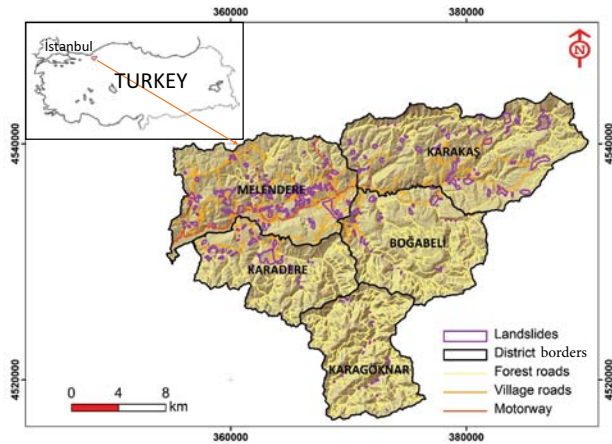 360000 380000
Istanbul
TURKEY
N
4540000 4540000
KARAKAŞ
MELENDERE
BOĞABELİ
KARADERE
KARAGÖKNAR
Landslides
District borders
Forest roads
Village roads
Motorway
4520000 4520000
0 4 8
km
360000 380000